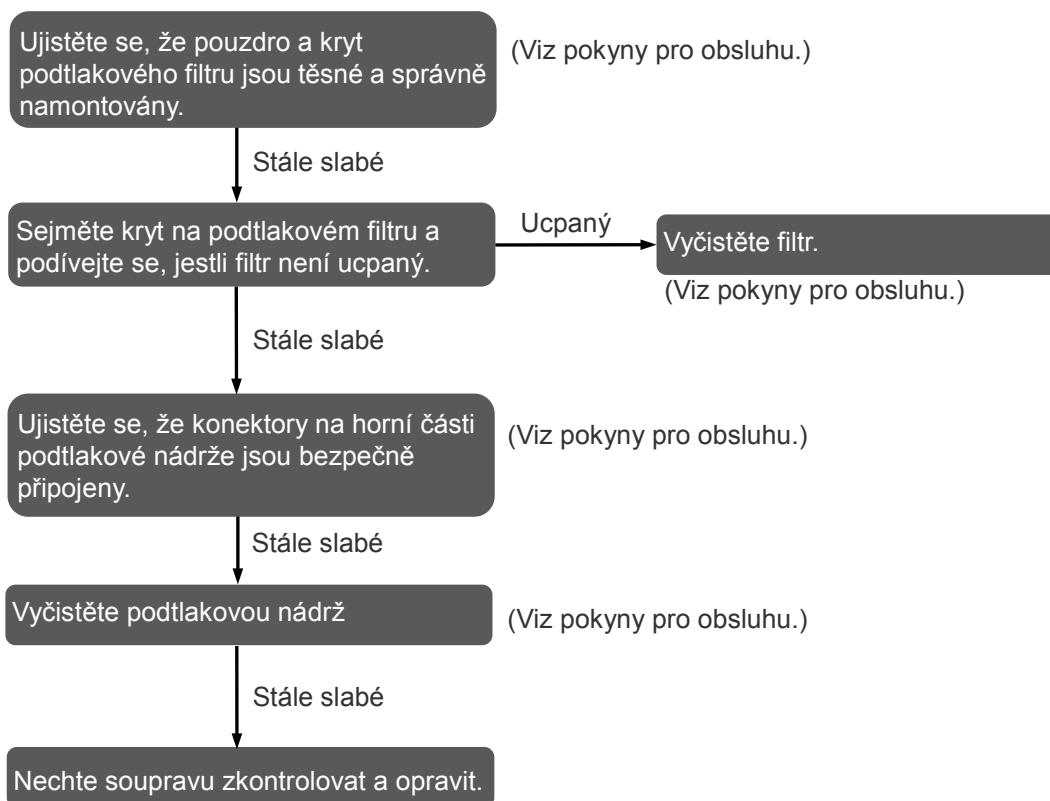 Ujistěte se, že pouzdro a kryt
podtlakového filtru jsou těsné a správně
namontovány.
(Viz pokyny pro obsluhu.)
Stále slabé
Sejměte kryt na podtlakovém filtru a
podívejte se, jestli filtr není ucpaný.
Ucpaný
Vyčistěte filtr.
(Viz pokyny pro obsluhu.)
Stále slabé
Ujistěte se, že konektory na horní části
podtlakové nádrže jsou bezpečně
připojeny.
(Viz pokyny pro obsluhu.)
Stále slabé
Vyčistěte podtlakovou nádrž
(Viz pokyny pro obsluhu.)
Stále slabé
Nechte soupravu zkontrolovat a opravit.